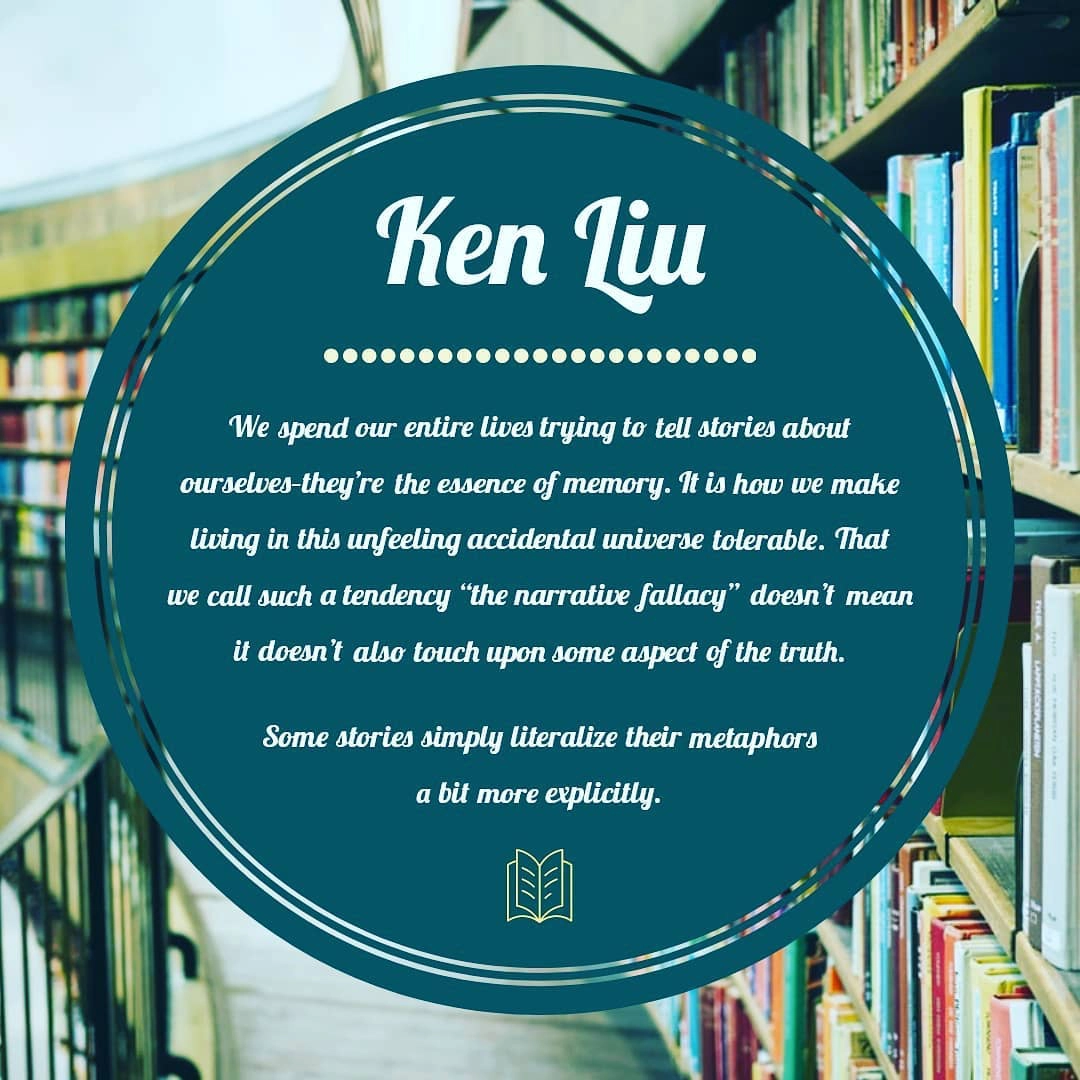 Ken Liu
We spend our entire lives trying to tell stories about
ourselves-they're the essence of memory. It is how we make
living in this unfeeling accidental universe tolerable. That
we call such a tendency “the narrative fallacy” doesn't mean
it doesn't also touch upon some aspect of the truth.
Some stories simply literalize their metaphors
a bit more explicitly.